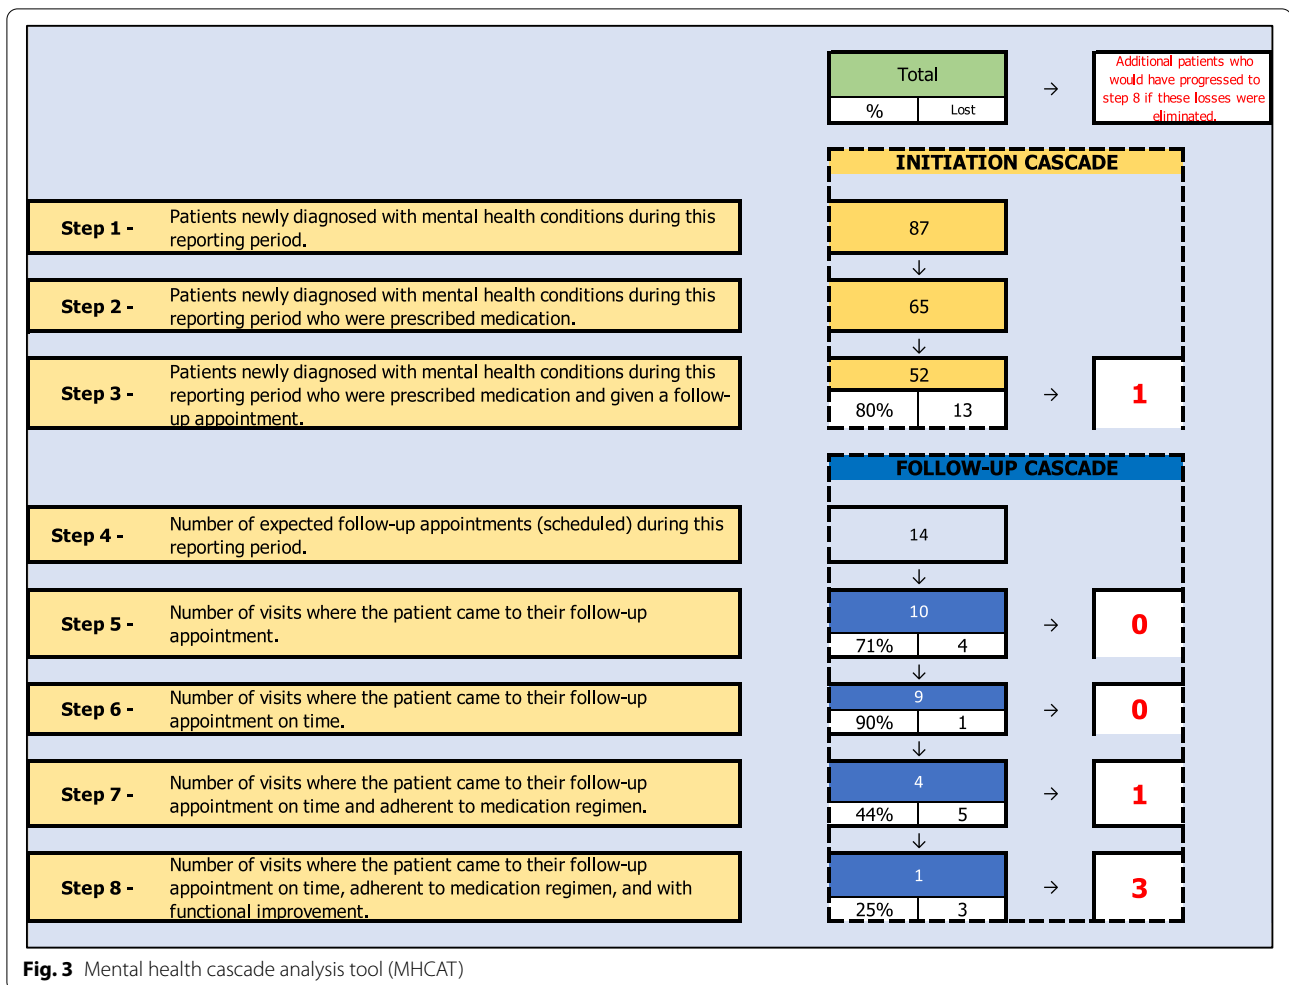 Total
% Lost
→
Additional patients who
would have progressed to
step 8 if these losses were
eliminated.
INITIATION CASCADE
Step 1 -
Patients newly diagnosed with mental health conditions during this
reporting period.
87
↓
Step 2 -
Patients newly diagnosed with mental health conditions during this
reporting period who were prescribed medication.
65
↓
Step 3 -
Patients newly diagnosed with mental health conditions during this
reporting period who were prescribed medication and given a follow-
up appointment.
52
80% 13
→
1
FOLLOW-UP CASCADE
Step 4 -
Number of expected follow-up appointments (scheduled) during this
reporting period.
14
↓
Step 5 -
Number of visits where the patient came to their follow-up
appointment.
10
71% 4
→
0
↓
Step 6 -
Number of visits where the patient came to their follow-up
appointment on time.
9
90% 1
→
0
↓
Step 7 -
Number of visits where the patient came to their follow-up
appointment on time and adherent to medication regimen.
4
44% 5
→
1
↓
Step 8 -
Number of visits where the patient came to their follow-up
appointment on time, adherent to medication regimen, and with
functional improvement.
1
25% 3
→
3
Fig. 3 Mental health cascade analysis tool (MHCAT)